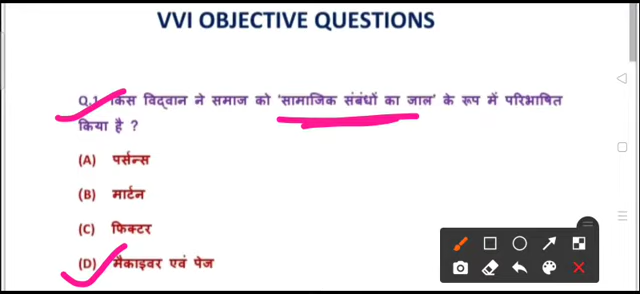 VVI OBJECTIVE QUESTIONS
Q.1 किस विद्वान ने समाज को 'सामाजिक संबंधों का जाल' के रूप में परिभाषित
किया है ?
(A) पर्सन्स
(B) मार्टन
(C) फिक्टर
(D) मैकाइवर एवं पेज